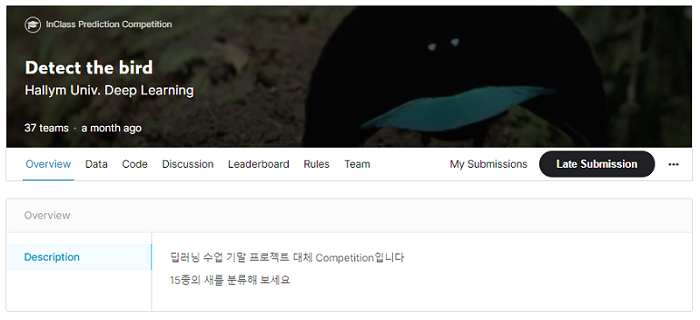 InClass Prediction Competition
Detect the bird
Hallym Univ. Deep Learning
37 teams · a month ago
Overview Data Code Discussion Leaderboard Rules Team My Submissions Late Submission ...
Overview
Description
딥러닝 수업 기말 프로젝트 대체 Competition입니다
15종의 새를 분류해 보세요